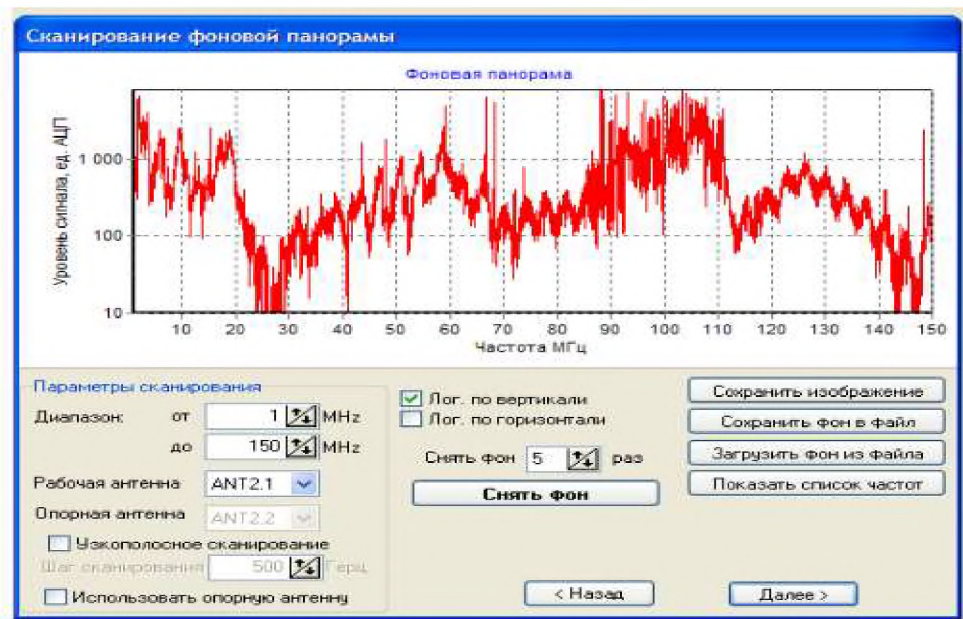 Сканирование фоновой панорамы
Фоновая панорама
Уровень сигнала, ед. АЦП
1 000
100
10
10 20 30 40 50 60 70 80 90 100 110 120 130 140 150
Частота МГц
Параметры сканирования
Диапазон: от 1 MHz
до 150 MHz
Рабочая антенна ANT2.1
Опорная антенна ANT2.2
Узкополосное сканирование
Шаг сканирования 500 Герц
Использовать опорную антенну
Лог. по вертикали
Лог. по горизонтали
Снять фон 5 раз
Снять фон
Сохранить изображение
Сохранить фон в файл
Загрузить фон из файла
Показать список частот
< Назад
Далее >